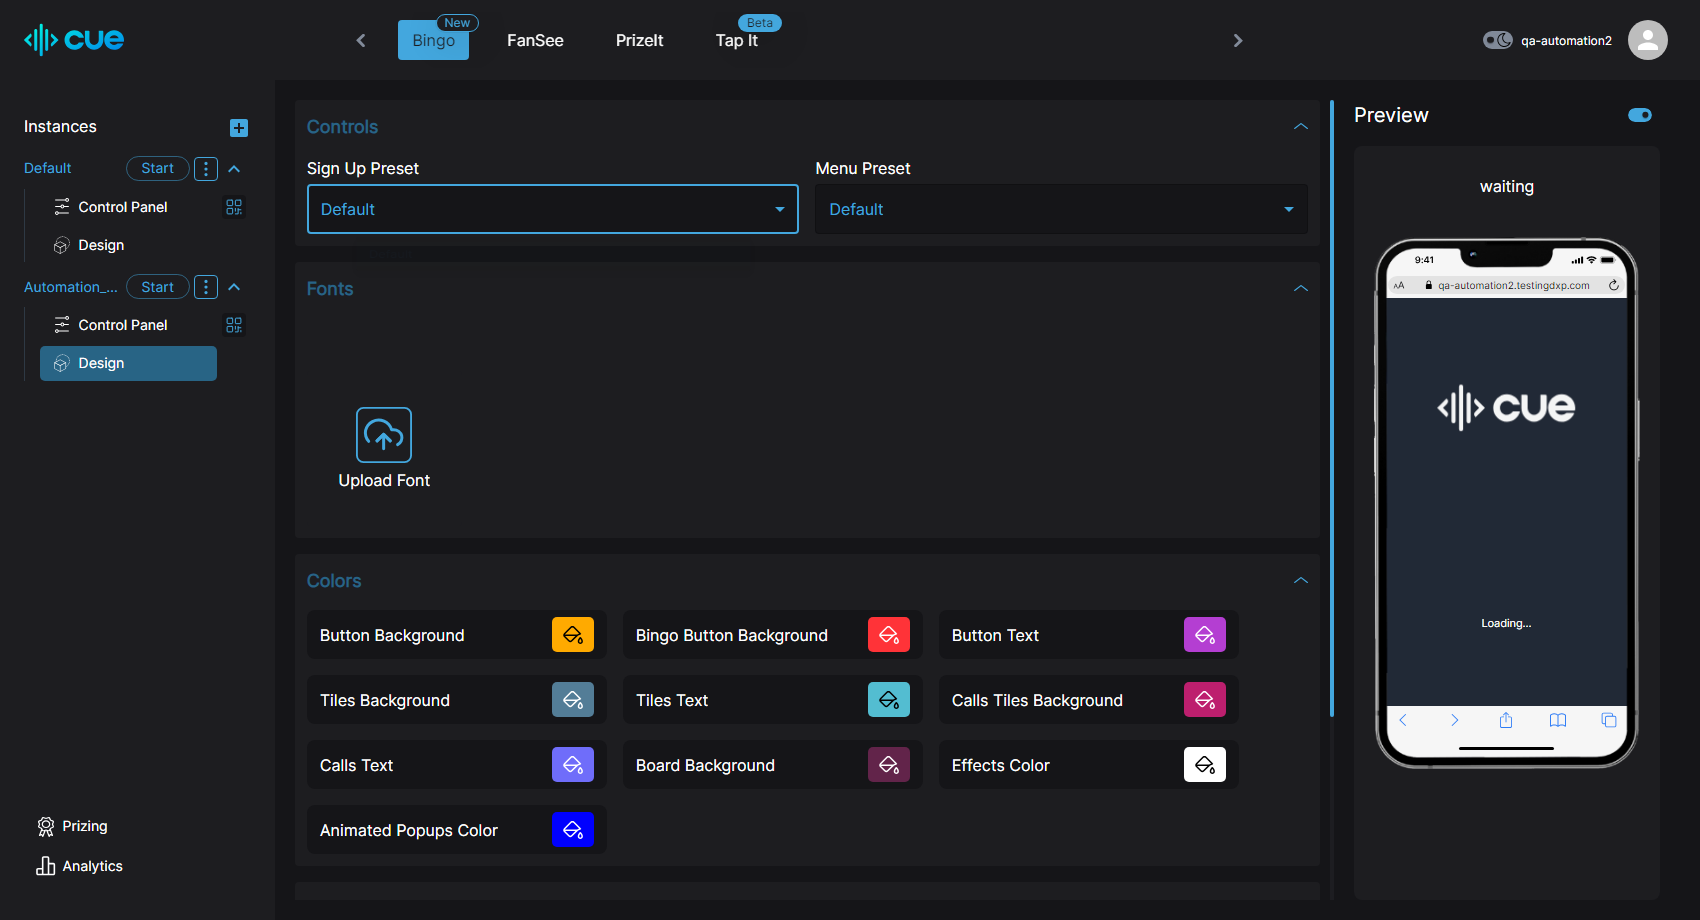 cue
Bingo
New
FanSee
PrizeIt
Tap It
Beta
qa-automation2
Instances
Default
Start
Control Panel
Design
Automation_...
Start
Control Panel
Design
Prizing
Analytics
Controls
Sign Up Preset
Menu Preset
Default
Default
Fonts
Upload Font
Colors
Button Background
Bingo Button Background
Button Text
Tiles Background
Tiles Text
Calls Tiles Background
Calls Text
Board Background
Effects Color
Animated Popups Color
Preview
waiting
9:41
AA
qa-automation2.testingdxp.com
cue
Loading...